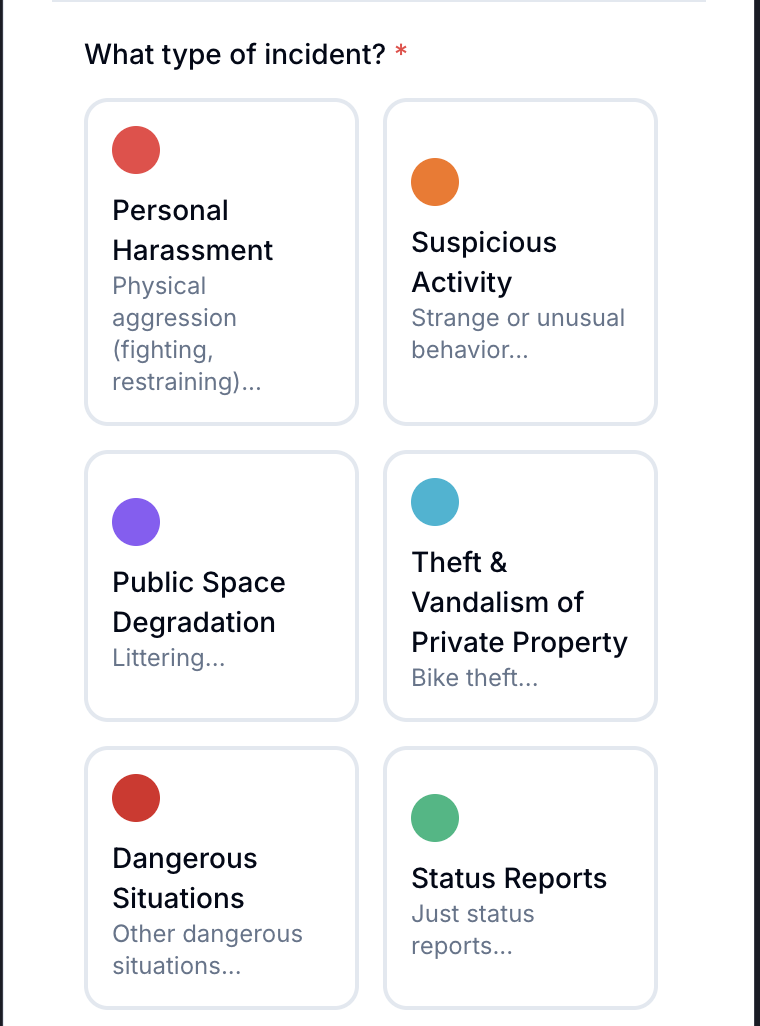 What type of incident? *
Personal
Harassment
Physical
aggression
(fighting,
restraining)...
Suspicious
Activity
Strange or unusual
behavior...
Public Space
Degradation
Littering...
Theft &
Vandalism of
Private Property
Bike theft...
Dangerous
Situations
Other dangerous
situations...
Status Reports
Just status
reports...